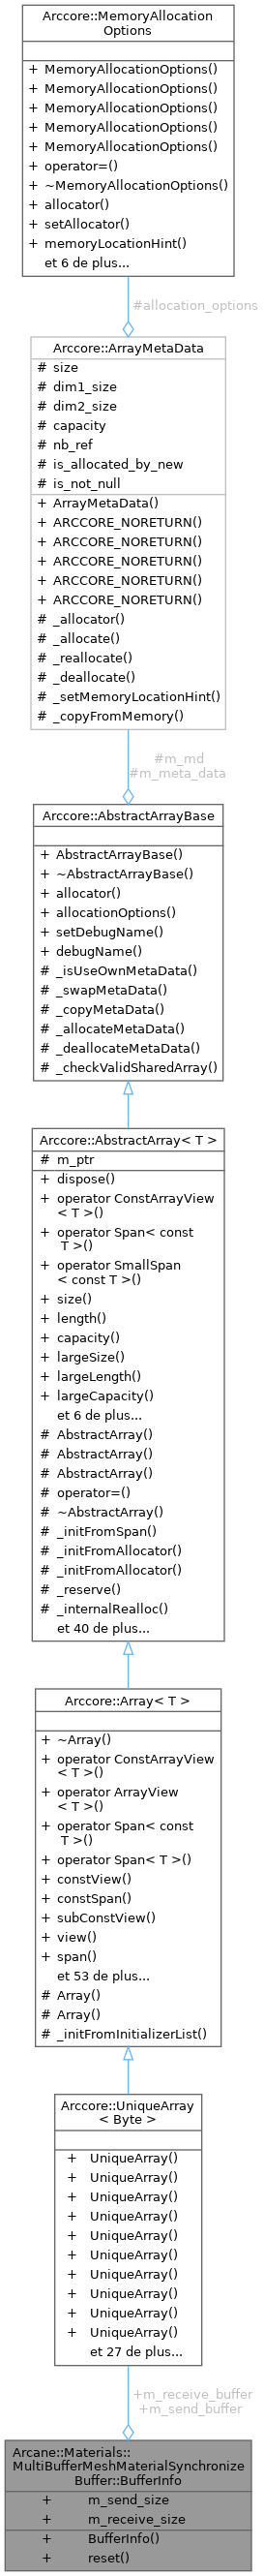 Arccore::MemoryAllocation
Options
+ MemoryAllocationOptions()
+ MemoryAllocationOptions()
+ MemoryAllocationOptions()
+ MemoryAllocationOptions()
+ MemoryAllocationOptions()
+ operator=()
+ ~MemoryAllocationOptions()
+ allocator()
+ setAllocator()
+ memoryLocationHint()
et 6 de plus...
#allocation_options
Arccore::ArrayMetaData
# size
# dim1_size
# dim2_size
# capacity
# nb_ref
# is_allocated_by_new
# is_not_null
+ ArrayMetaData()
+ ARCCORE_NORETURN()
+ ARCCORE_NORETURN()
+ ARCCORE_NORETURN()
+ ARCCORE_NORETURN()
+ ARCCORE_NORETURN()
# _allocator()
# _allocate()
# _reallocate()
# _deallocate()
# _setMemoryLocationHint()
# _copyFromMemory()
#m_md
#m_meta_data
Arccore::AbstractArrayBase
+ AbstractArrayBase()
+ ~AbstractArrayBase()
+ allocator()
+ allocationOptions()
+ setDebugName()
+ debugName()
# _isUseOwnMetaData()
# _swapMetaData()
# _copyMetaData()
# _allocateMetaData()
# _deallocateMetaData()
# _checkValidSharedArray()
Arccore::AbstractArray< T >
# m_ptr
+ dispose()
+ operator ConstArrayView
< T >()
+ operator Span< const
T >()
+ operator SmallSpan
< const T >()
+ size()
+ length()
+ capacity()
+ largeSize()
+ largeLength()
+ largeCapacity()
et 6 de plus...
# AbstractArray()
# AbstractArray()
# AbstractArray()
# operator=()
# ~AbstractArray()
# _initFromSpan()
# _initFromAllocator()
# _initFromAllocator()
# _reserve()
# _internalRealloc()
et 40 de plus...
Arccore::Array< T >
+ ~Array()
+ operator ConstArrayView
< T >()
+ operator ArrayView
< T >()
+ operator Span< const
T >()
+ operator Span< T >()
+ constView()
+ constSpan()
+ subConstView()
+ view()
+ span()
et 53 de plus...
# Array()
# Array()
# _initFromInitializerList()
Arccore::UniqueArray
< Byte >
+ UniqueArray()
+ UniqueArray()
+ UniqueArray()
+ UniqueArray()
+ UniqueArray()
+ UniqueArray()
+ UniqueArray()
+ UniqueArray()
+ UniqueArray()
+ UniqueArray()
et 27 de plus...
+m_receive_buffer
+m_send_buffer
Arcane::Materials::
MultiBufferMeshMaterialSynchronize
Buffer::BufferInfo
+ m_send_size
+ m_receive_size
+ BufferInfo()
+ reset()